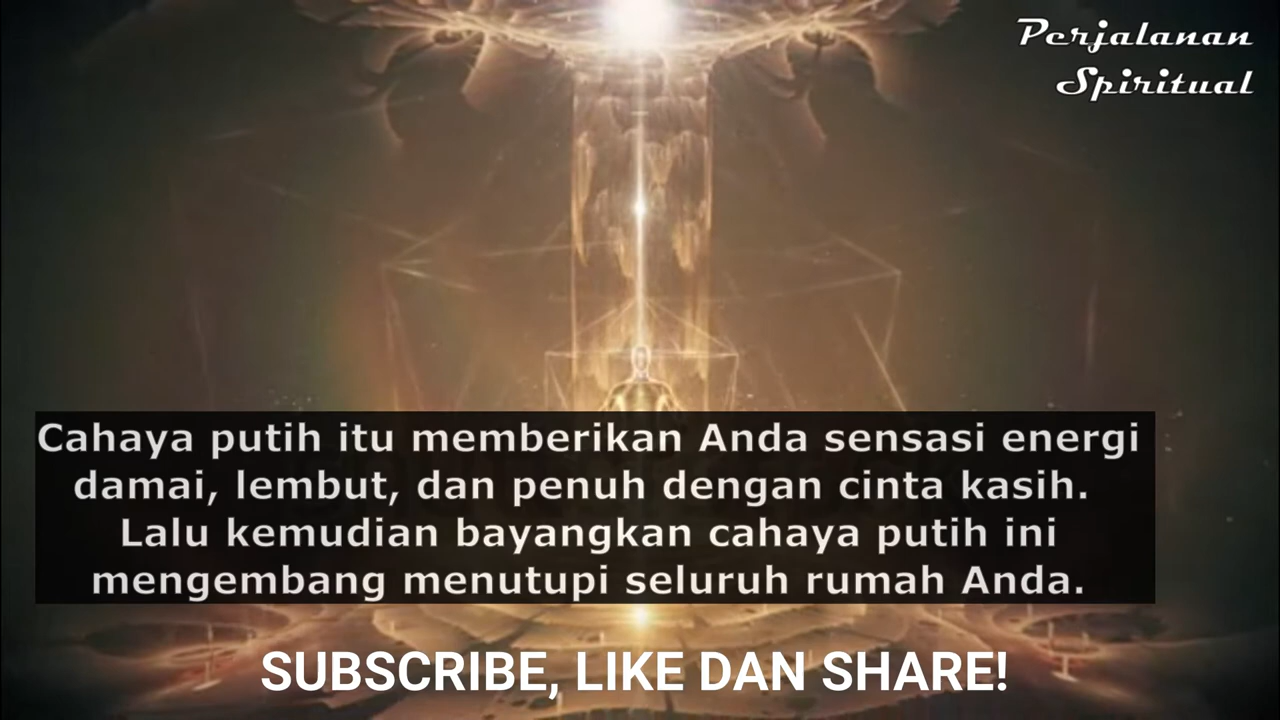 Perjalanan
Spiritual
Cahaya putih itu memberikan Anda sensasi energi
damai, lembut, dan penuh dengan cinta kasih.
Lalu kemudian bayangkan cahaya putih ini
mengembang menutupi seluruh rumah Anda.
SUBSCRIBE, LIKE DAN SHARE!